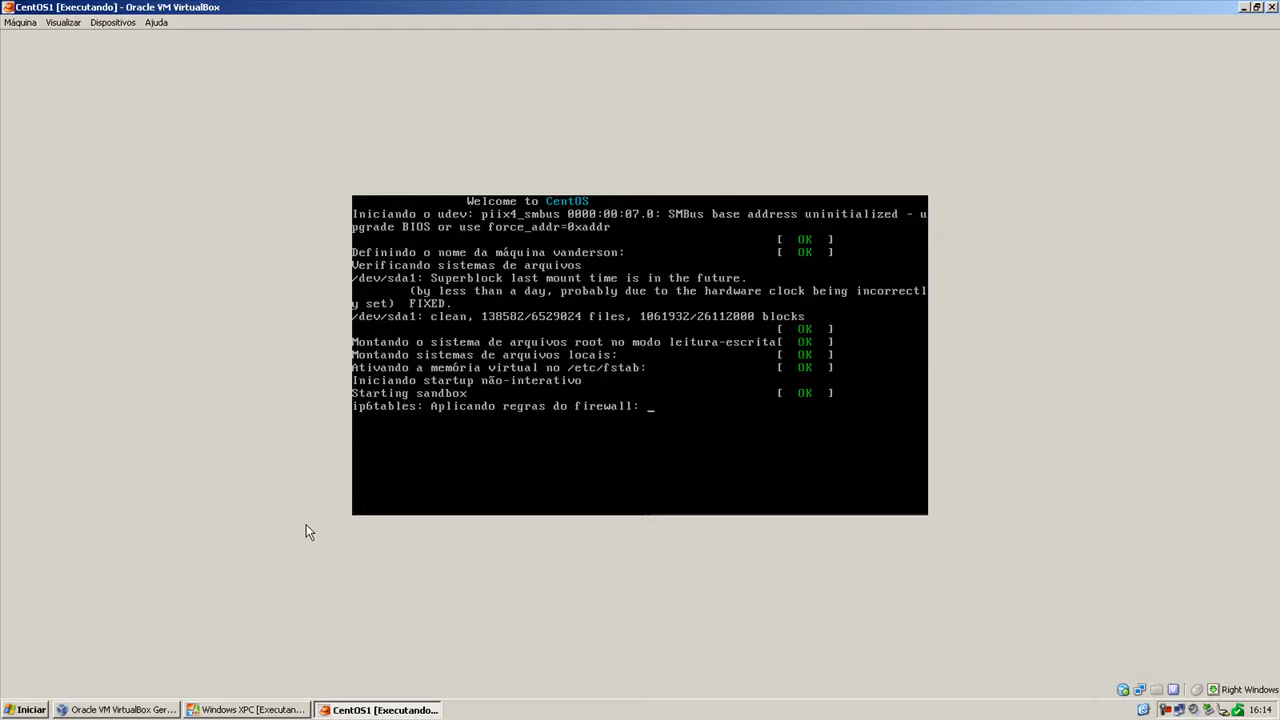 CentOS1 [Executando] - Oracle VM VirtualBox
Máquina Visualizar Dispositivos Ajuda
Welcome to CentOS
Iniciando o udev: piix4_smbus 0000:00:07.0: SMBus base address uninitialized - u
pgrade BIOS or use force_addr=0xaddr
[ OK ]
Definindo o nome da máquina vanderson: [ OK ]
Verificando sistemas de arquivos
/dev/sda1: Superblock last mount time is in the future.
(by less than a day, probably due to the hardware clock being incorrectl
y set) FIXED.
/dev/sda1: clean, 138582/6529024 files, 1061932/26112000 blocks
[ OK ]
Montando o sistema de arquivos root no modo leitura-escrita[ OK ]
Montando sistemas de arquivos locais: [ OK ]
Ativando a memória virtual no /etc/fstab: [ OK ]
Iniciando startup não-interativo
Starting sandbox [ OK ]
ip6tables: Aplicando regras do firewall: _
Right Windows
Iniciar Oracle VM VirtualBox Ger... Windows XPC [Executan... CentOS1 [Executando... 16:14